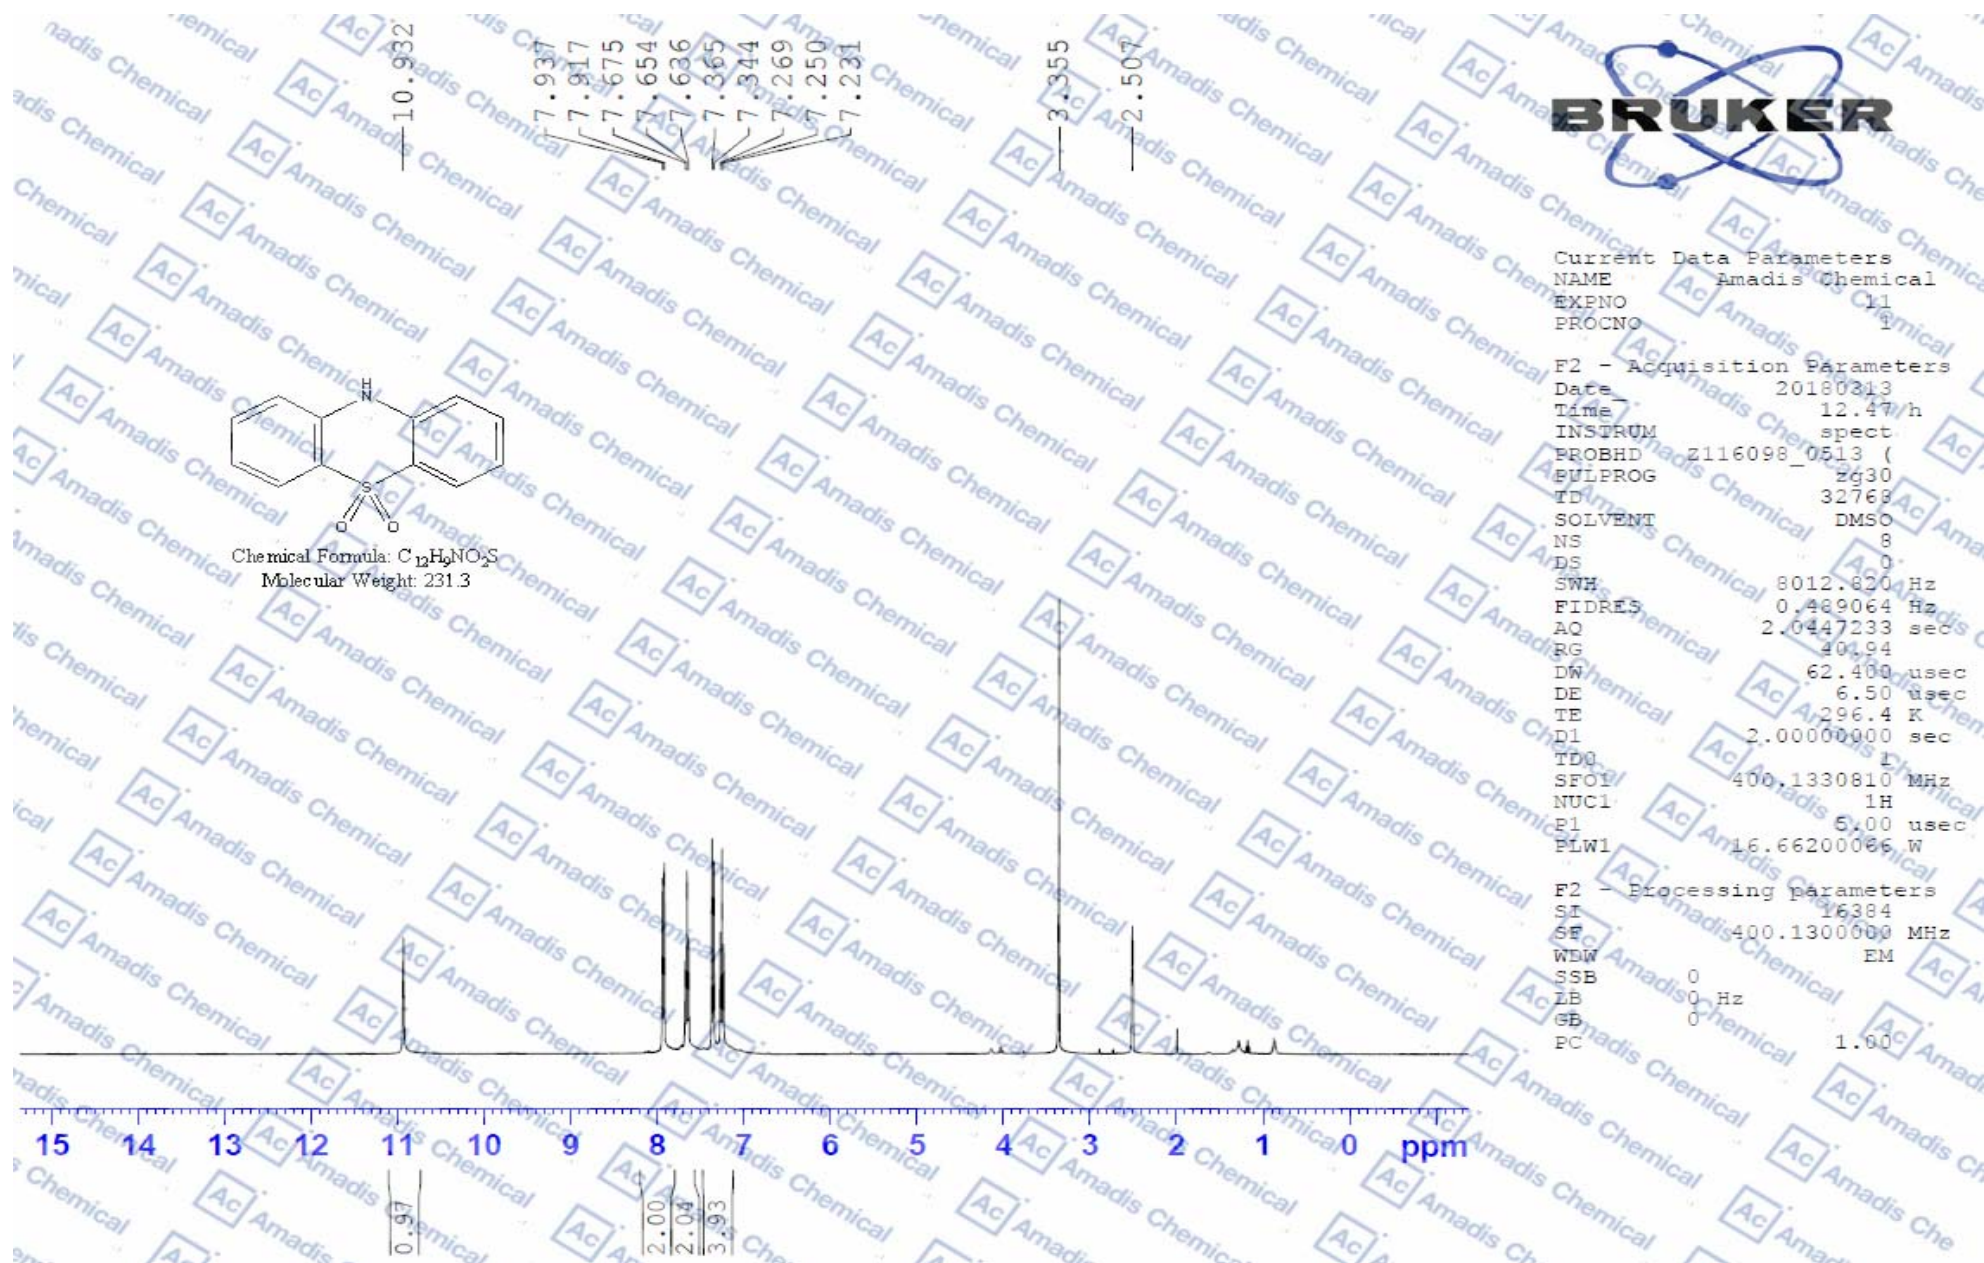 10.932
7.937
7.917
7.675
7.654
7.636
7.365
7.344
7.269
7.250
7.231
3.355
2.507
BRUKER
Current Data Parameters
NAME Amadis Chemical
EXPNO 11
PROCNO 1
F2 - Acquisition Parameters
Date_ 20180313
Time 12.47 h
INSTRUM spect
PROBHD Z116098_0513 (
PULPROG zg30
TD 32768
SOLVENT DMSO
NS 8
DS 0
SWH 8012.820 Hz
FIDRES 0.489064 Hz
AQ 2.0447233 sec
RG 40.94
DW 62.400 usec
DE 6.50 usec
TE 296.4 K
D1 2.00000000 sec
TD0 1
SFO1 400.1330810 MHz
NUC1 1H
P1 5.00 usec
PLW1 16.66200066 W
F2 - Processing parameters
SI 16384
SF 400.1300000 MHz
WDW EM
SSB 0
LB 0 Hz
GB 0
PC 1.00
H
N
S
O O
Chemical Formula: C12H9NO2S
Molecular Weight: 231.3
15 14 13 12 11 10 9 8 7 6 5 4 3 2 1 0 ppm
0.97
2.00
2.04
3.93
Ac Amadis Chemical